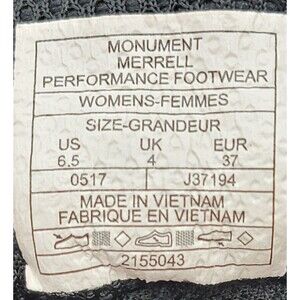 MONUMENT
MERRELL
PERFORMANCE FOOTWEAR
WOMENS-FEMMES
SIZE-GRANDEUR
US UK EUR
6.5 4 37
0517 J37194
MADE IN VIETNAM
FABRIQUE EN VIETNAM
2155043